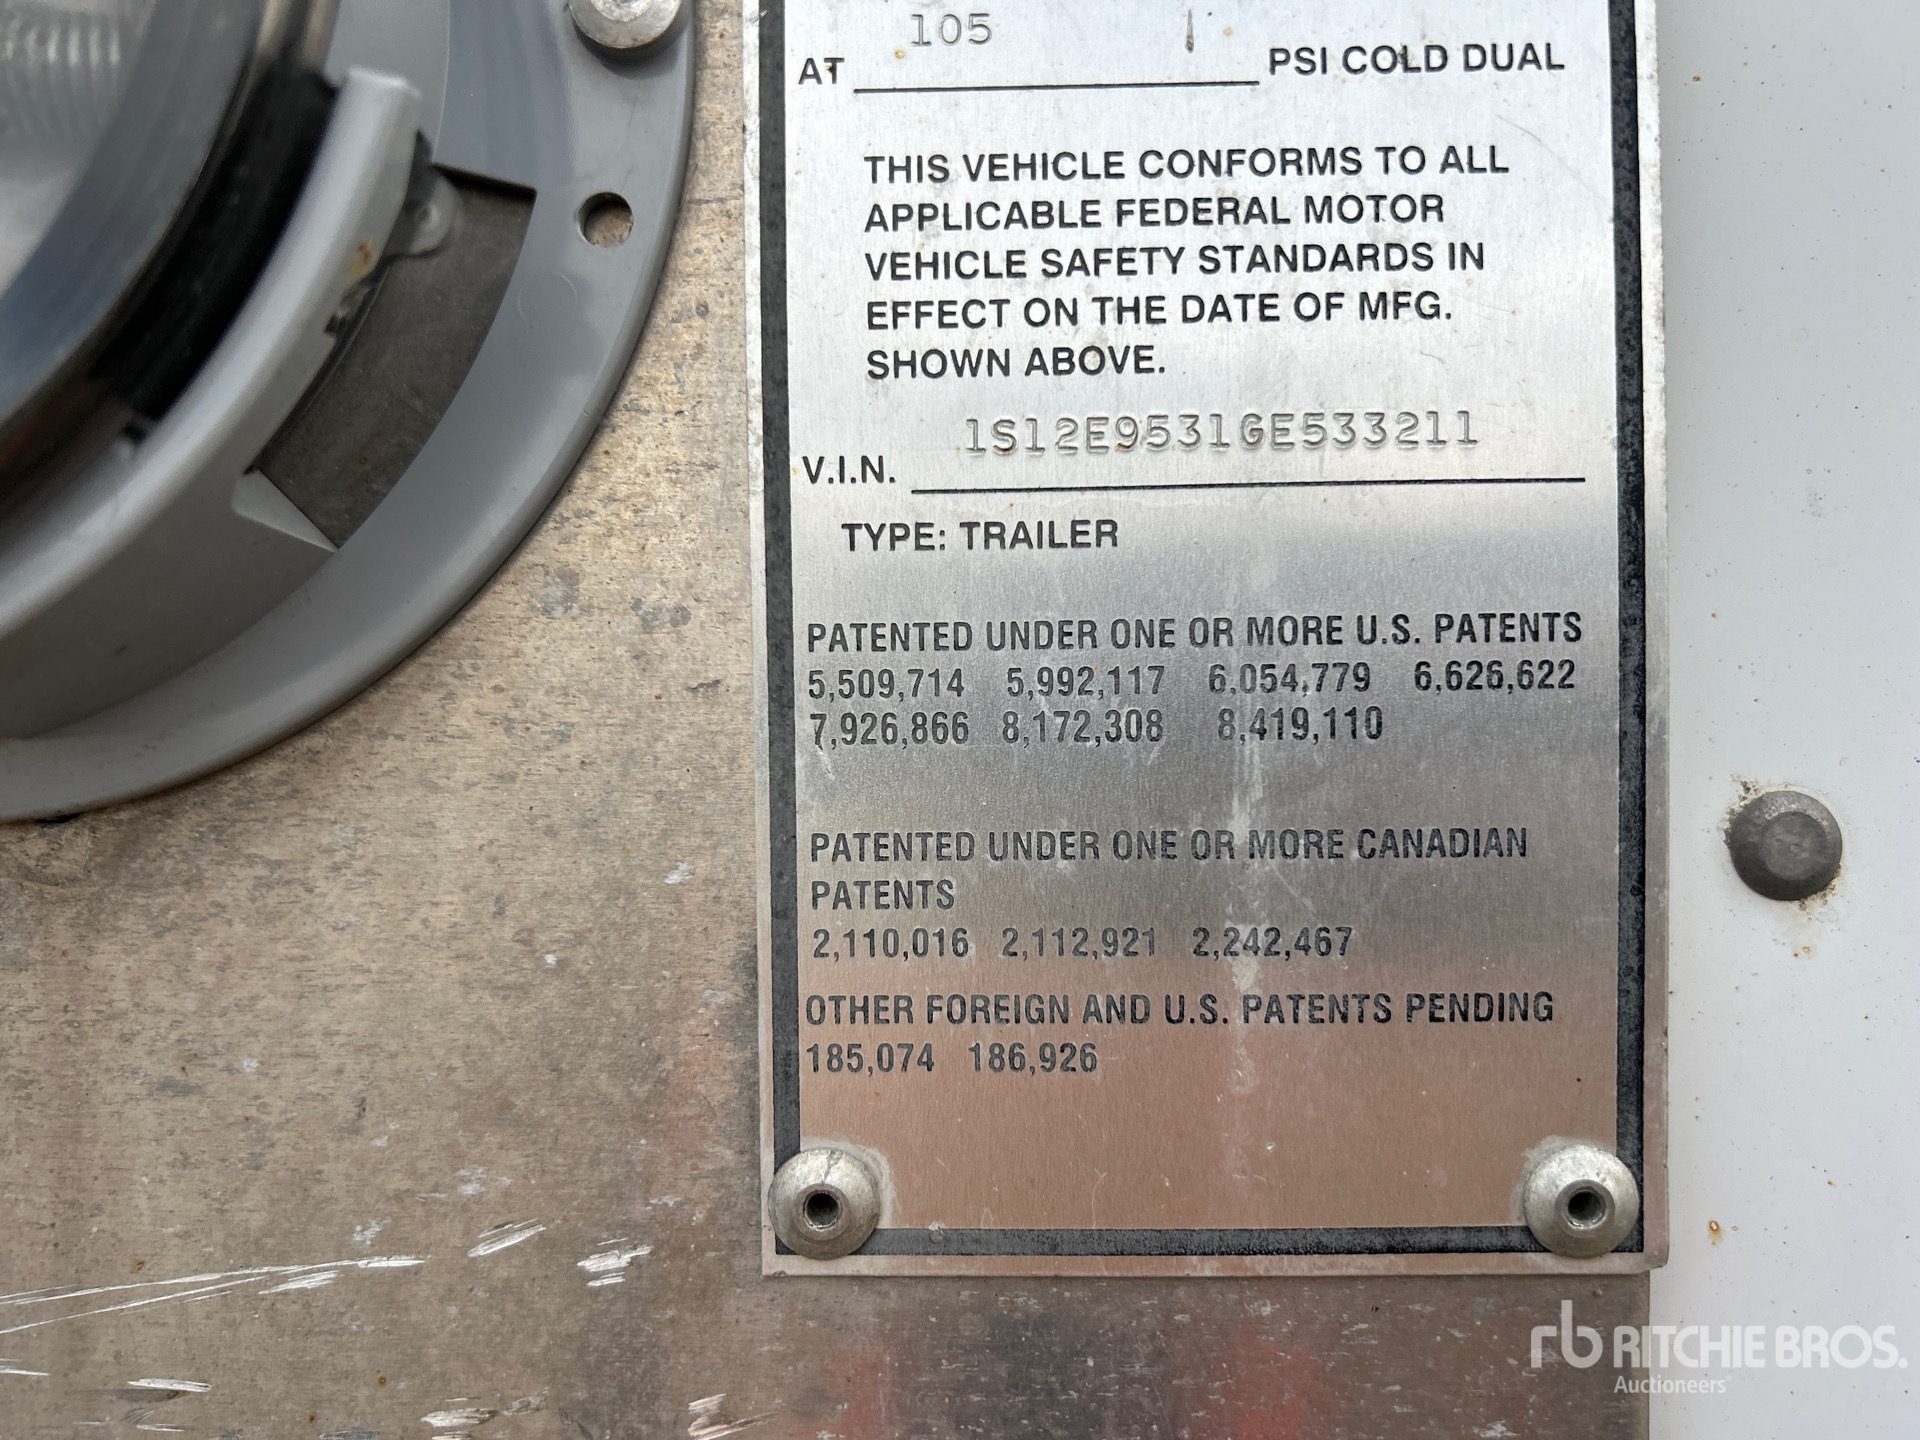 105
AT PSI COLD DUAL
THIS VEHICLE CONFORMS TO ALL
APPLICABLE FEDERAL MOTOR
VEHICLE SAFETY STANDARDS IN
EFFECT ON THE DATE OF MFG.
SHOWN ABOVE.
1S12E9531GE533211
V.I.N.
TYPE: TRAILER
PATENTED UNDER ONE OR MORE U.S. PATENTS
5,509,714 5,992,117 6,054,779 6,626,622
7,926,866 8,172,308 8,419,110
PATENTED UNDER ONE OR MORE CANADIAN
PATENTS
2,110,016 2,112,921 2,242,467
OTHER FOREIGN AND U.S. PATENTS PENDING
185,074 186,926
rb RITCHIE BROS.
Auctioneers